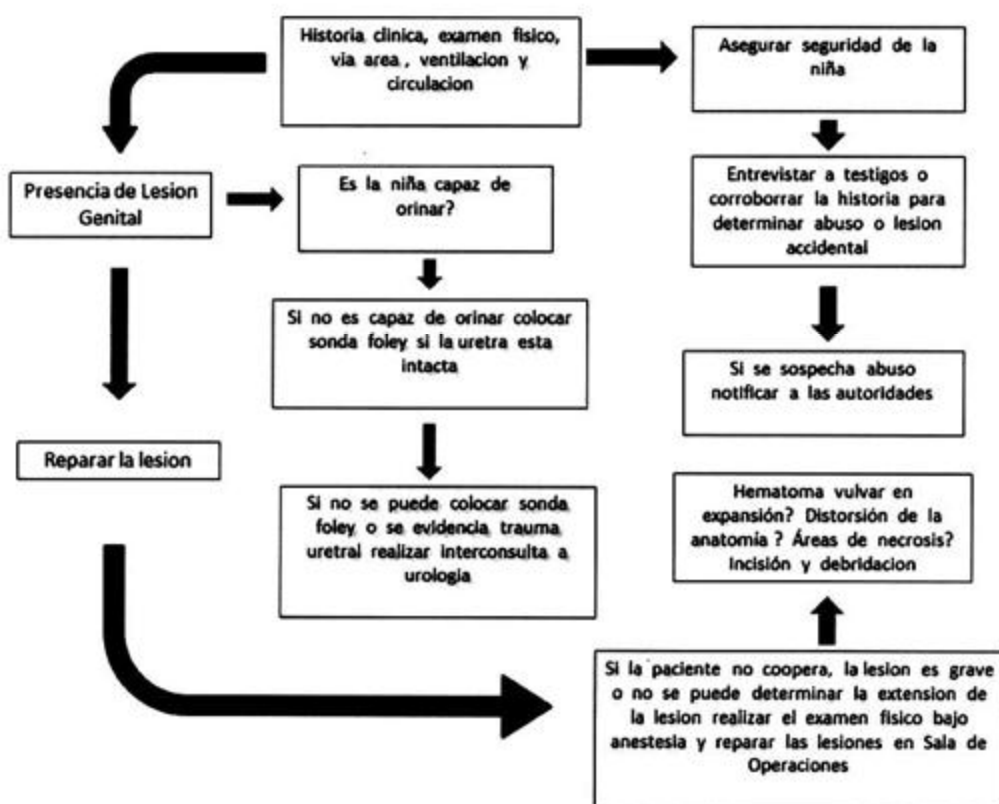 Historia clinica, examen fisico,
via area , ventilacion y
circulacion
Asegurar seguridad de la
niña
Presencia de Lesion
Genital
Es la niña capaz de
orinar?
Entrevistar a testigos o
corroborrar la historia para
determinar abuso o lesion
accidental
Si no es capaz de orinar colocar
sonda foley si la uretra esta
intacta
Si se sospecha abuso
notificar a las autoridades
Reparar la lesion
Si no se puede colocar sonda
foley o se evidencia trauma
uretral realizar interconsulta a
urologia
Hematoma vulvar en
expansión? Distorsión de la
anatomía ? Áreas de necrosis?
Incisión y debridacion
Si la paciente no coopera, la lesion es grave
o no se puede determinar la extension de
la lesion realizar el examen fisico bajo
anestesia y reparar las lesiones en Sala de
Operaciones